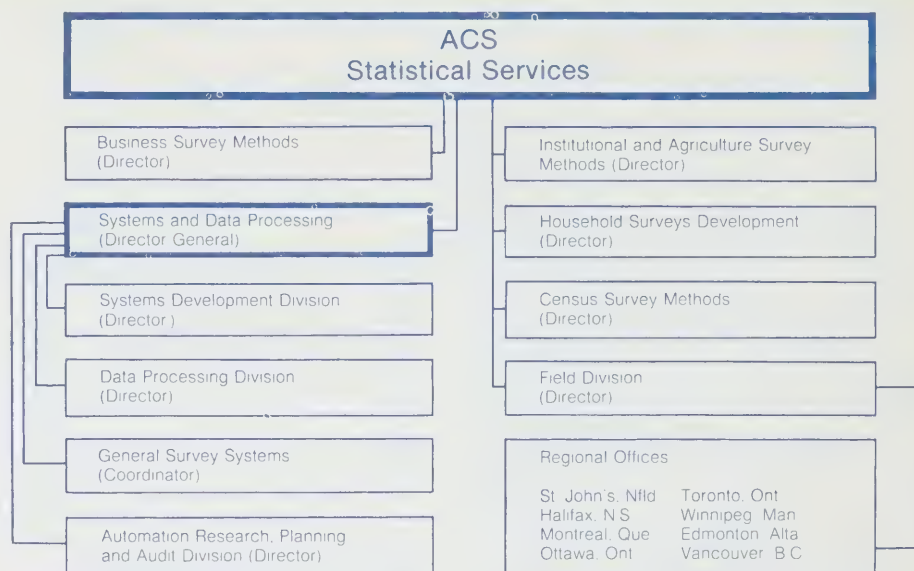 ACS
Statistical Services
Business Survey Methods
(Director)
Systems and Data Processing
(Director General)
Systems Development Division
(Director)
Data Processing Division
(Director)
General Survey Systems
(Coordinator)
Automation Research, Planning
and Audit Division (Director)
Institutional and Agriculture Survey
Methods (Director)
Household Surveys Development
(Director)
Census Survey Methods
(Director)
Field Division
(Director)
Regional Offices
St John's, Nfld Toronto, Ont
Halifax, N S Winnipeg Man
Montreal, Que Edmonton Alta
Ottawa, Ont Vancouver B C